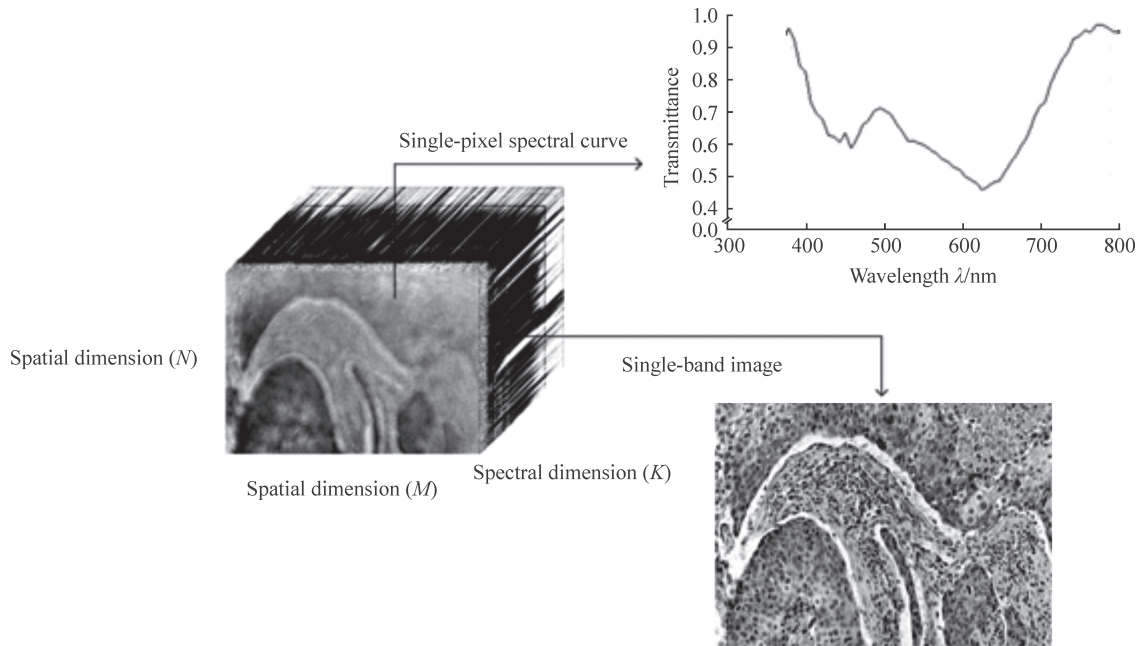 1.0
0.9
0.8
0.7
0.6
0.5
0.4
0.0
Transmittance
300 400 500 600 700 800
Wavelength λ/nm
Single-pixel spectral curve
Spatial dimension (N)
Single-band image
Spectral dimension (K)
Spatial dimension (M)